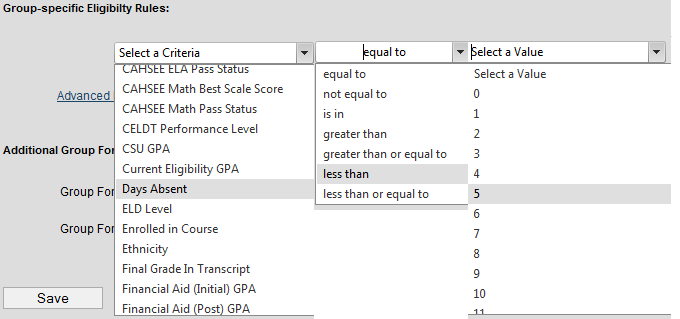 Group-specific Eligibilty Rules:
Select a Criteria
equal to
Select a Value
CAHSEE ELA Pass Status
CAHSEE Math Best Scale Score
CAHSEE Math Pass Status
CELDT Performance Level
CSU GPA
Current Eligibility GPA
Days Absent
ELD Level
Enrolled in Course
Ethnicity
Final Grade In Transcript
Financial Aid (Initial) GPA
Financial Aid (Post) GPA
equal to
not equal to
is in
greater than
greater than or equal to
less than
less than or equal to
Select a Value
0
1
2
3
4
5
6
7
8
9
10
11
Advanced
Additional Group For
Group For
Group For
Save